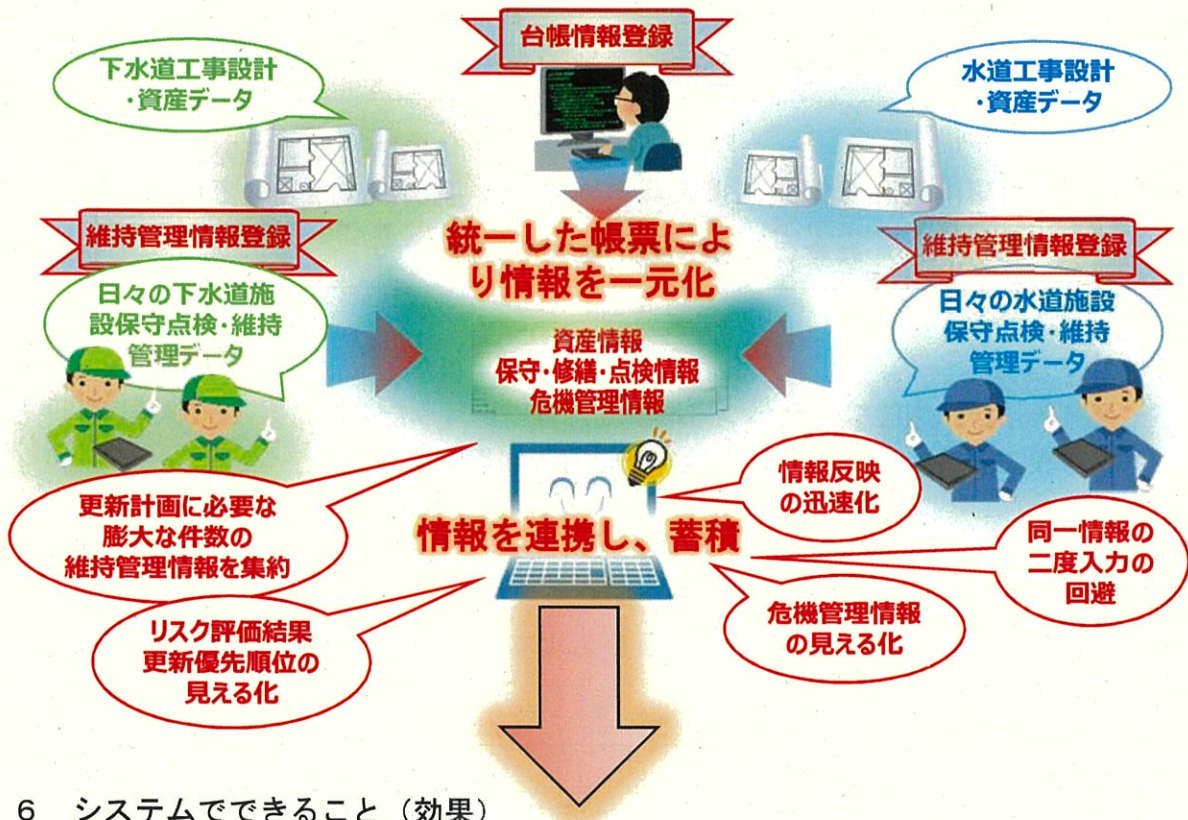 台帳情報登録
下水道工事設計
・資産データ
水道工事設計
・資産データ
統一した帳票によ
り情報を一元化
維持管理情報登録
日々の下水道施
設保守点検・維持
管理データ
維持管理情報登録
日々の水道施設
保守点検・維持
管理データ
資産情報
保守・修繕・点検情報
危機管理情報
更新計画に必要な
膨大な件数の
維持管理情報を集約
情報反映
の迅速化
情報を連携し、蓄積
同一情報の
二度入力の
回避
リスク評価結果
更新優先順位の
見える化
危機管理情報
の見える化
6 システムでできること（効果）